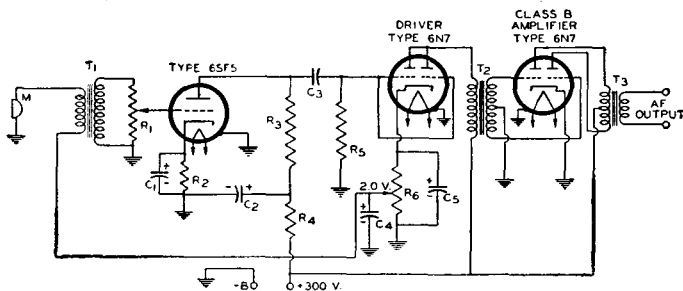 DRIVER
TYPE 6N7
CLASS B
AMPLIFIER
TYPE 6N7
T1
TYPE 6SF5
T2
T3
M
R1
C3
R3
R5
AF
OUTPUT
C1
R2
C2
2.0 V.
R6
C5
C4
R4
-B
+300 V.